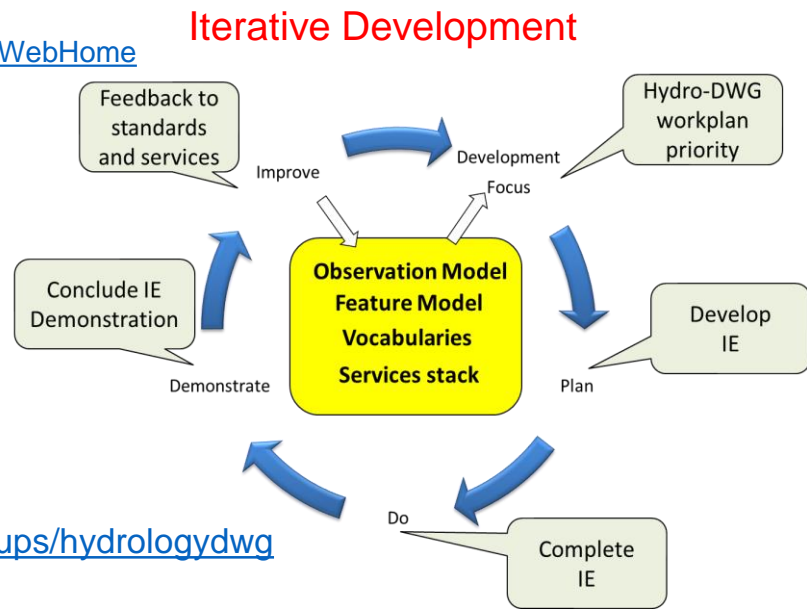 Iterative Development
WebHome
Feedback to
standards
and services
Hydro-DWG
workplan
priority
Improve
Development
Focus
Observation Model
Feature Model
Vocabularies
Services stack
Conclude IE
Demonstration
Develop
IE
Demonstrate
Plan
Do
ups/hydrologydwg
Complete
IE